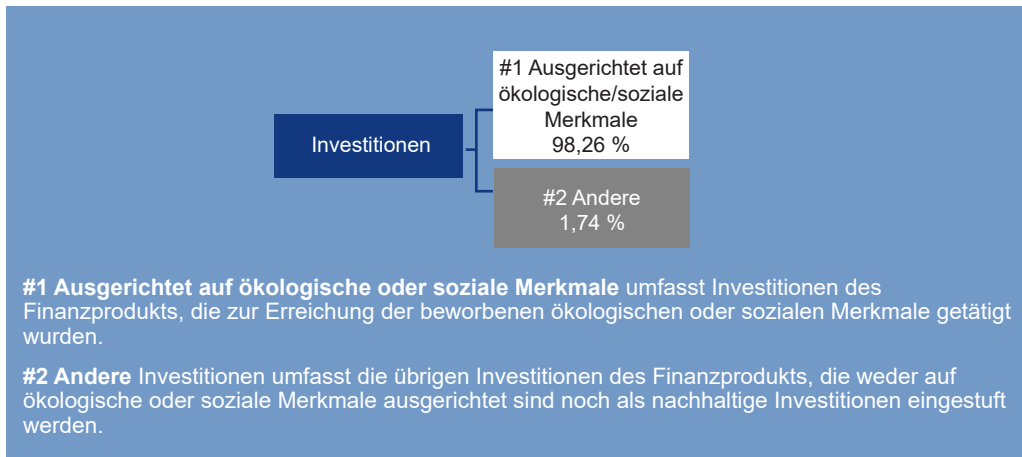 #1 Ausgerichtet auf
ökologische/soziale
Merkmale
98,26 %
Investitionen
#2 Andere
1,74 %
#1 Ausgerichtet auf ökologische oder soziale Merkmale umfasst Investitionen des
Finanzprodukts, die zur Erreichung der beworbenen ökologischen oder sozialen Merkmale getätigt
wurden.
#2 Andere Investitionen umfasst die übrigen Investitionen des Finanzprodukts, die weder auf
ökologische oder soziale Merkmale ausgerichtet sind noch als nachhaltige Investitionen eingestuft
werden.